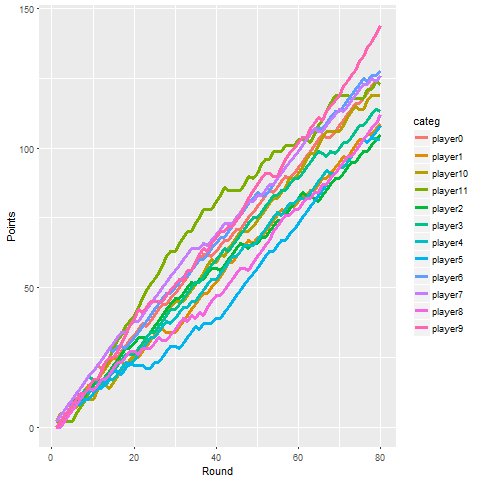 150
100
50
0
Points
0
20
40
60
80
Round
categ
player0
player1
player10
player11
player2
player3
player4
player5
player6
player7
player8
player9